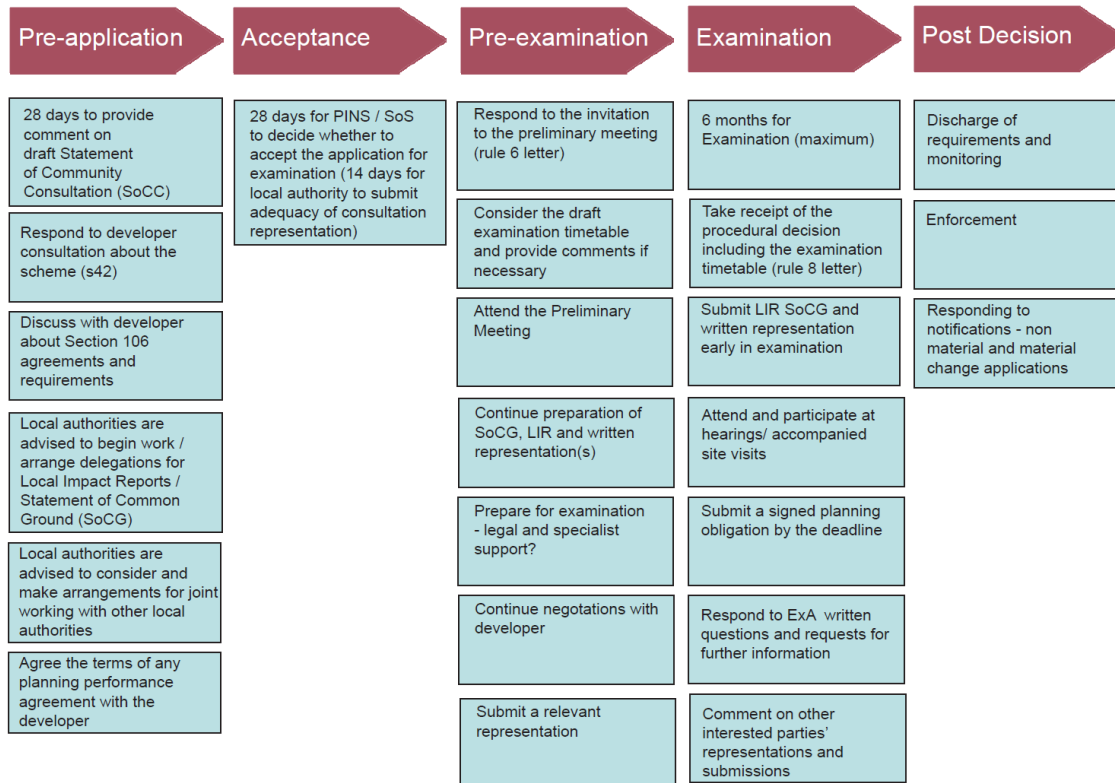 Pre-application
Acceptance
Pre-examination
Examination
Post Decision
28 days to provide
comment on
draft Statement
of Community
Consultation (SoCC)
Respond to developer
consultation about the
scheme (s42)
Discuss with developer
about Section 106
agreements and
requirements
Local authorities are
advised to begin work /
arrange delegations for
Local Impact Reports /
Statement of Common
Ground (SoCG)
Local authorities are
advised to consider and
make arrangements for joint
working with other local
authorities
Agree the terms of any
planning performance
agreement with the
developer
28 days for PINS / SoS
to decide whether to
accept the application for
examination (14 days for
local authority to submit
adequacy of consultation
representation)
Respond to the invitation
to the preliminary meeting
(rule 6 letter)
Consider the draft
examination timetable
and provide comments if
necessary
Attend the Preliminary
Meeting
Continue preparation of
SoCG, LIR and written
representation(s)
Prepare for examination
- legal and specialist
support?
Continue negotations with
developer
Submit a relevant
representation
6 months for
Examination (maximum)
Take receipt of the
procedural decision
including the examination
timetable (rule 8 letter)
Submit LIR SoCG and
written representation
early in examination
Attend and participate at
hearings/ accompanied
site visits
Submit a signed planning
obligation by the deadline
Respond to ExA written
questions and requests for
further information
Comment on other
interested parties'
representations and
submissions
Discharge of
requirements and
monitoring
Enforcement
Responding to
notifications - non
material and material
change applications